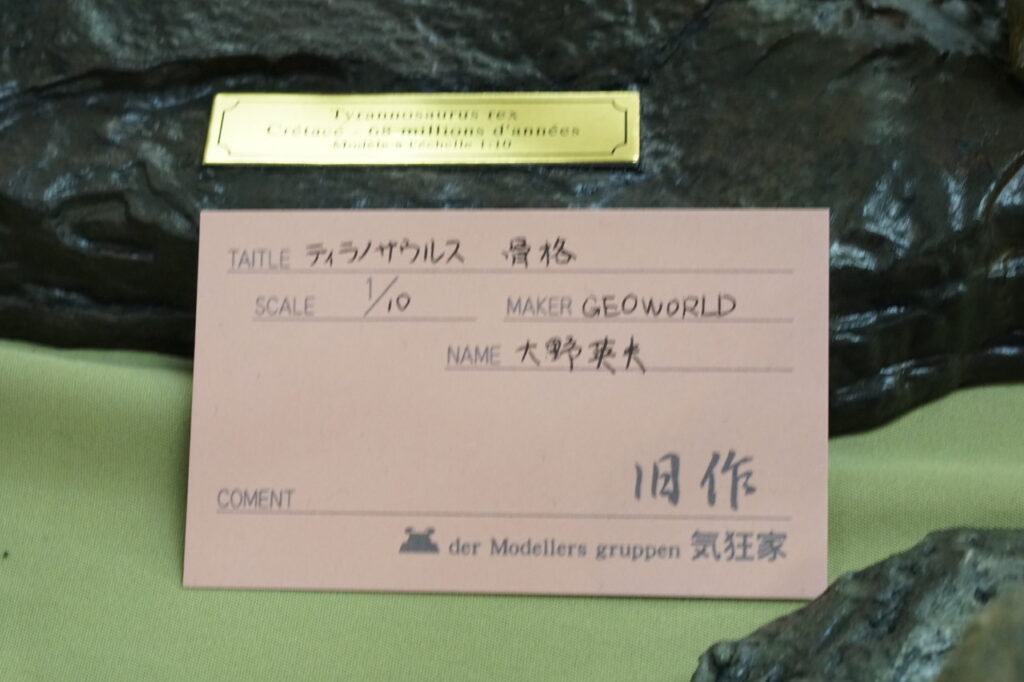 Tyrannosaurus rex
Crétacé - 68 millions d'années
Modèle à l'échelle 1:10
TAITLE ティラノサウルス 骨格
SCALE 1/10 MAKER GEOWORLD
NAME 大野英夫
旧作
COMENT
der Modellers gruppen 気狂家